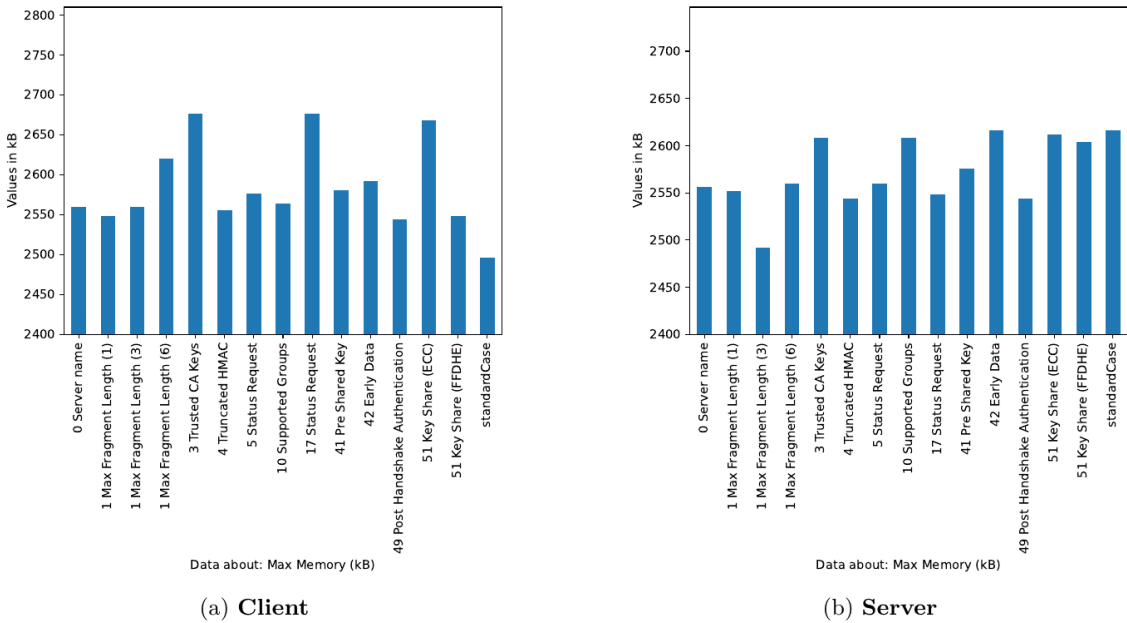 2800
2750
2700
2650
2600
2550
2500
2450
2400
Values in kB
0 Server name
1 Max Fragment Length (1)
1 Max Fragment Length (3)
1 Max Fragment Length (6)
3 Trusted CA Keys
4 Truncated HMAC
5 Status Request
10 Supported Groups
17 Status Request
41 Pre Shared Key
42 Early Data
49 Post Handshake Authentication
51 Key Share (ECC)
51 Key Share (FFDHE)
standardCase
Data about: Max Memory (kB)
(a) Client
2700
2650
2600
2550
2500
2450
2400
Values in kB
0 Server name
1 Max Fragment Length (1)
1 Max Fragment Length (3)
1 Max Fragment Length (6)
3 Trusted CA Keys
4 Truncated HMAC
5 Status Request
10 Supported Groups
17 Status Request
41 Pre Shared Key
42 Early Data
49 Post Handshake Authentication
51 Key Share (ECC)
51 Key Share (FFDHE)
standardCase
Data about: Max Memory (kB)
(b) Server